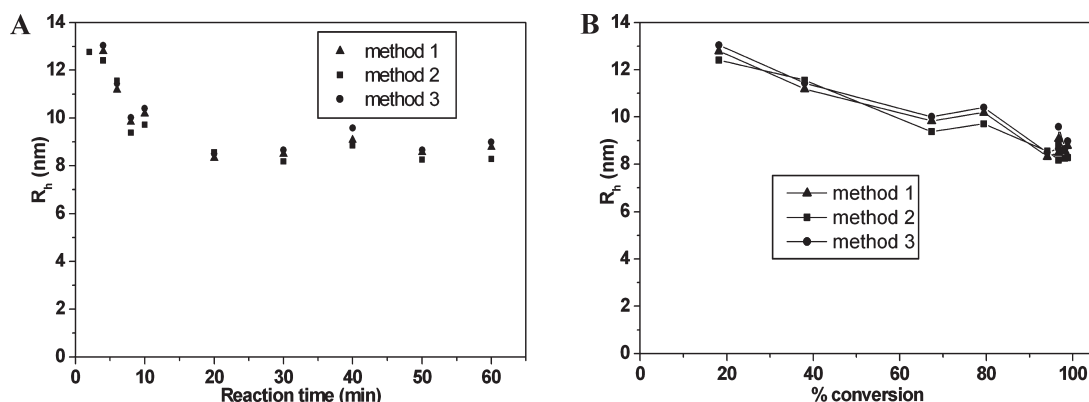 A
14
12
10
8
6
4
2
0
R_h (nm)
method 1
method 2
method 3
0 10 20 30 40 50 60
Reaction time (min)
B
14
12
10
8
6
4
2
0
R_h (nm)
method 1
method 2
method 3
0 20 40 60 80 100
% conversion